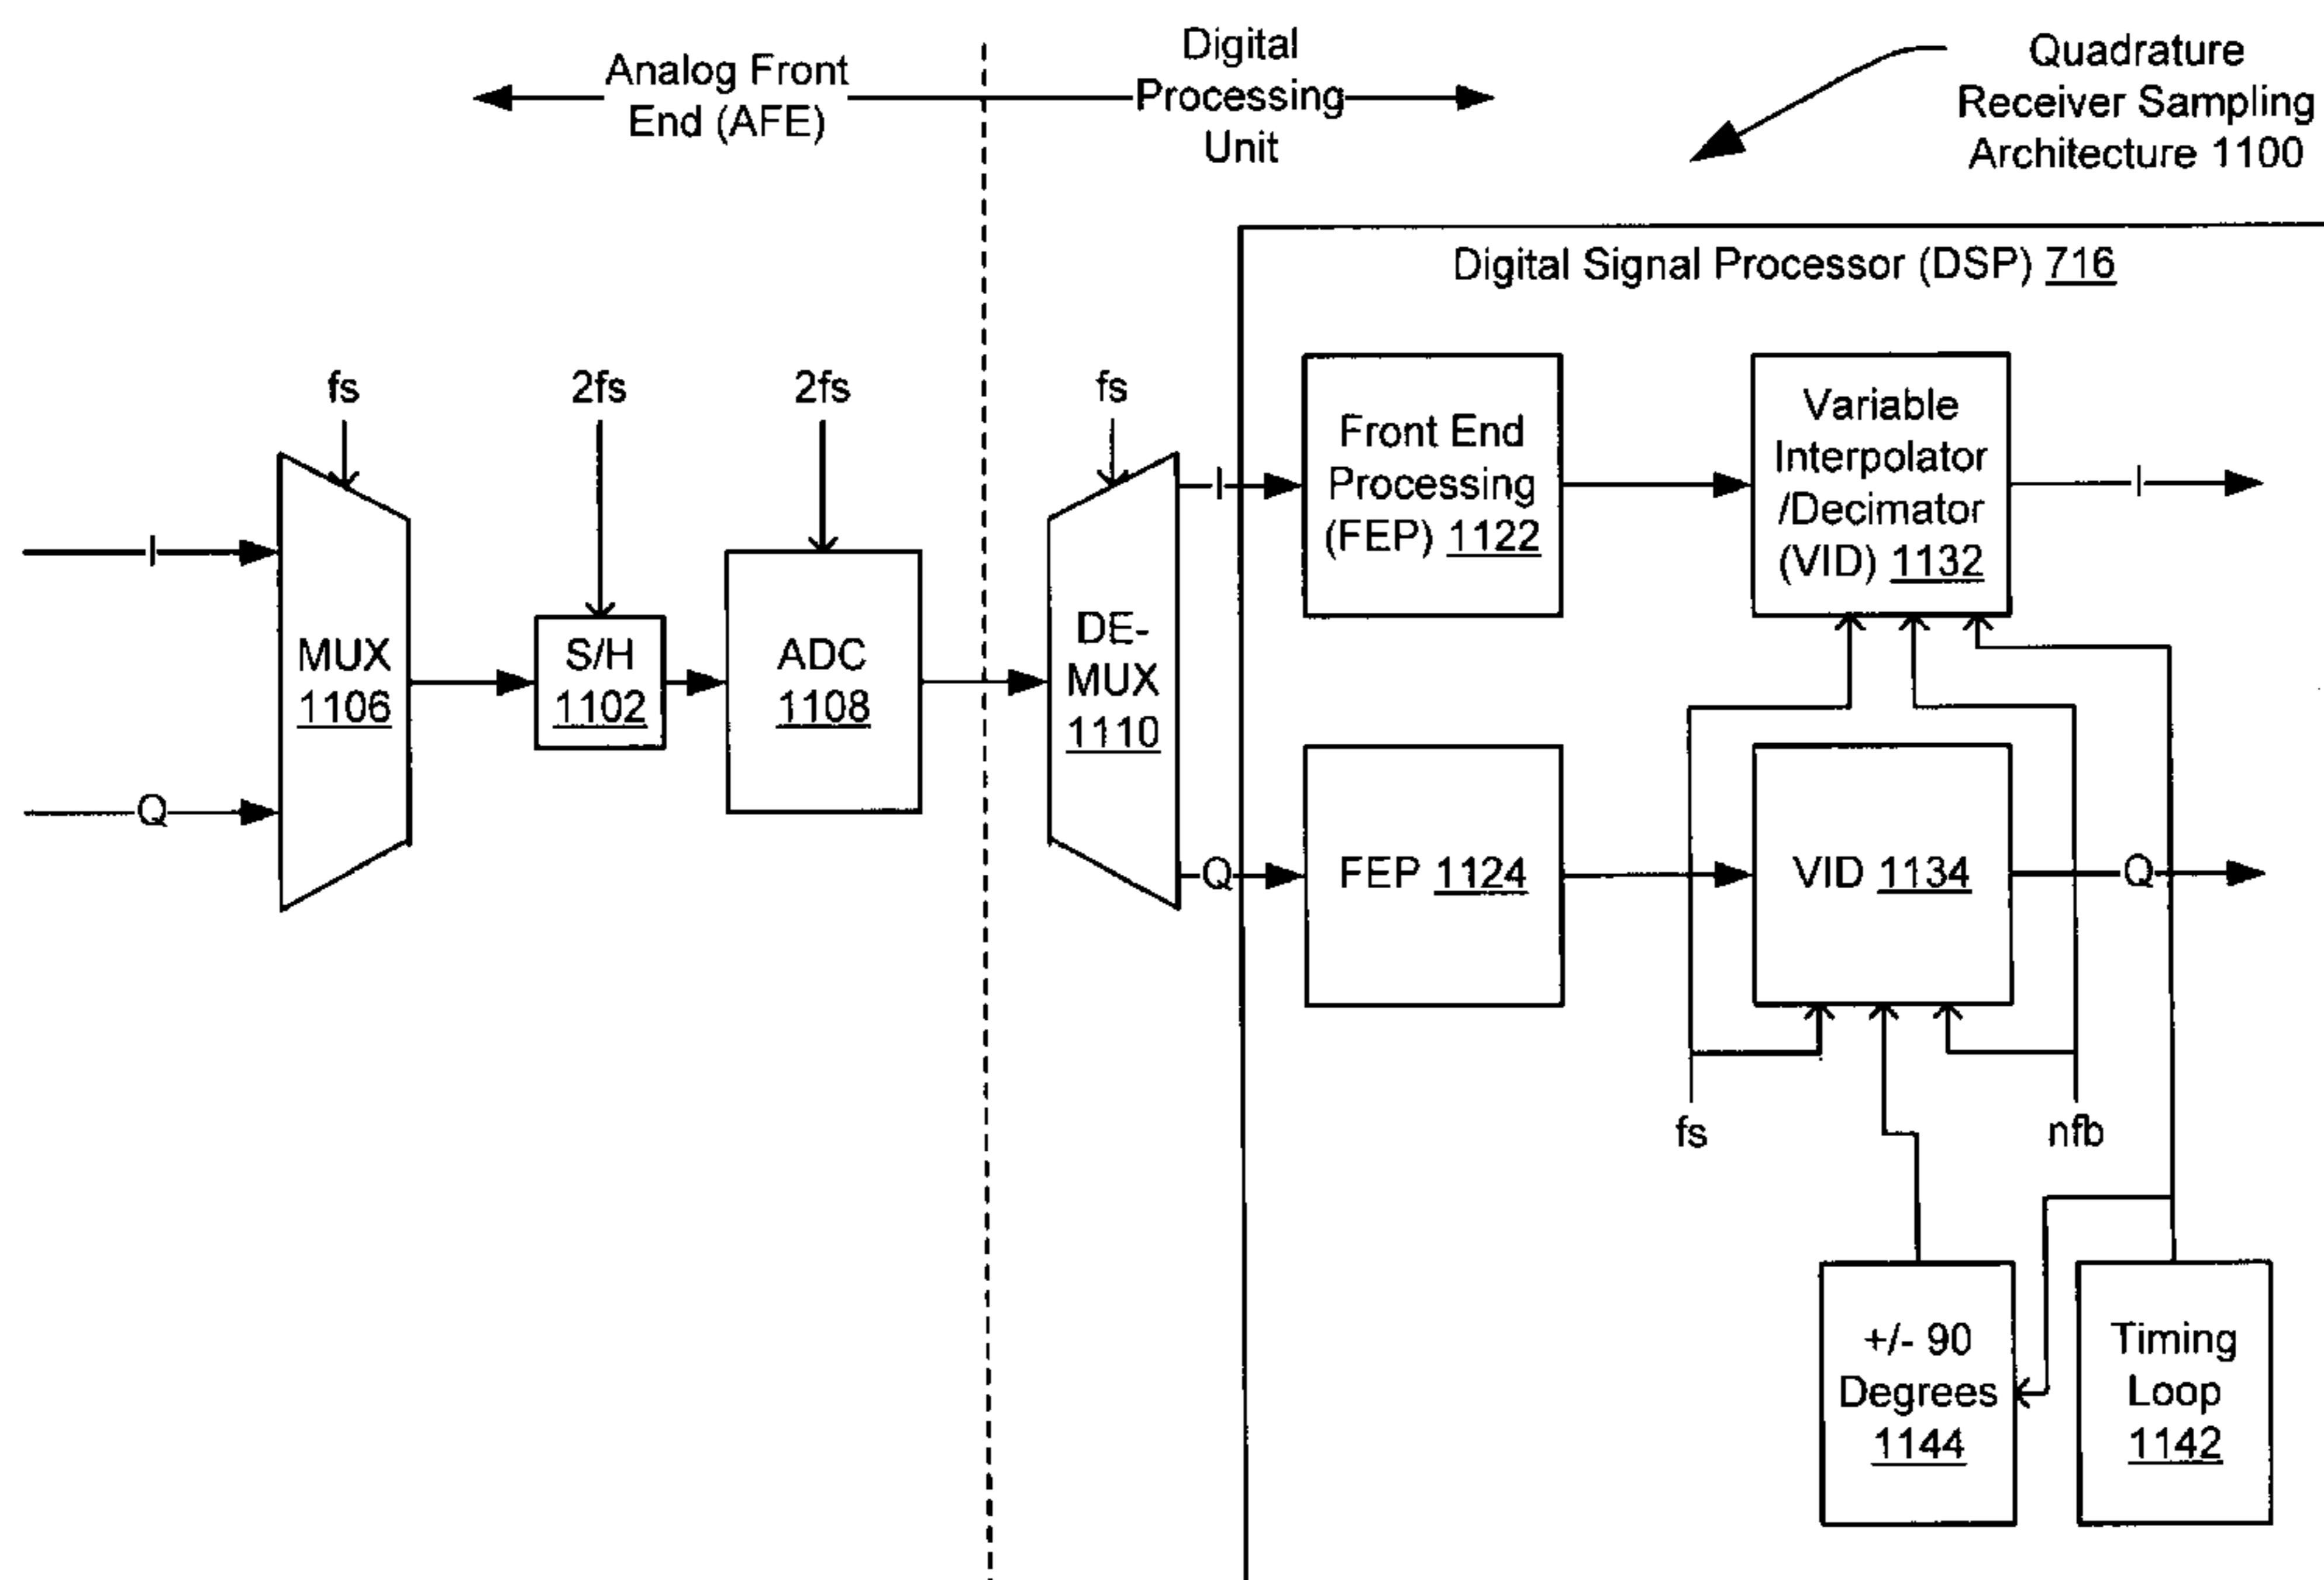 Analog Front
End (AFE)
Digital
Processing
Unit
Quadrature
Receiver Sampling
Architecture 1100
Digital Signal Processor (DSP) 716
fs
2fs
2fs
fs
I
Q
MUX
1106
S/H
1102
ADC
1108
DE-
MUX
1110
I
Q
Front End
Processing
(FEP) 1122
Variable
Interpolator
/Decimator
(VID) 1132
I
FEP 1124
VID 1134
Q
fs
nfb
+/- 90
Degrees
1144
Timing
Loop
1142